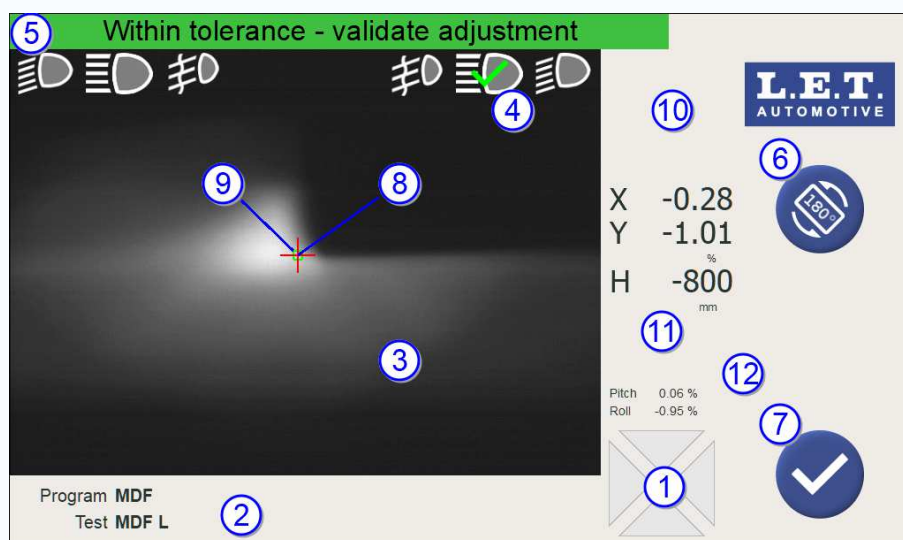 5 Within tolerance - validate adjustment
4
10
L.E.T.
AUTOMOTIVE
6
180°
9
8
X -0.28
Y -1.01
%
H -800
mm
11
3
12
Pitch 0.06 %
Roll -0.95 %
7
1
Program MDF
Test MDF L
2